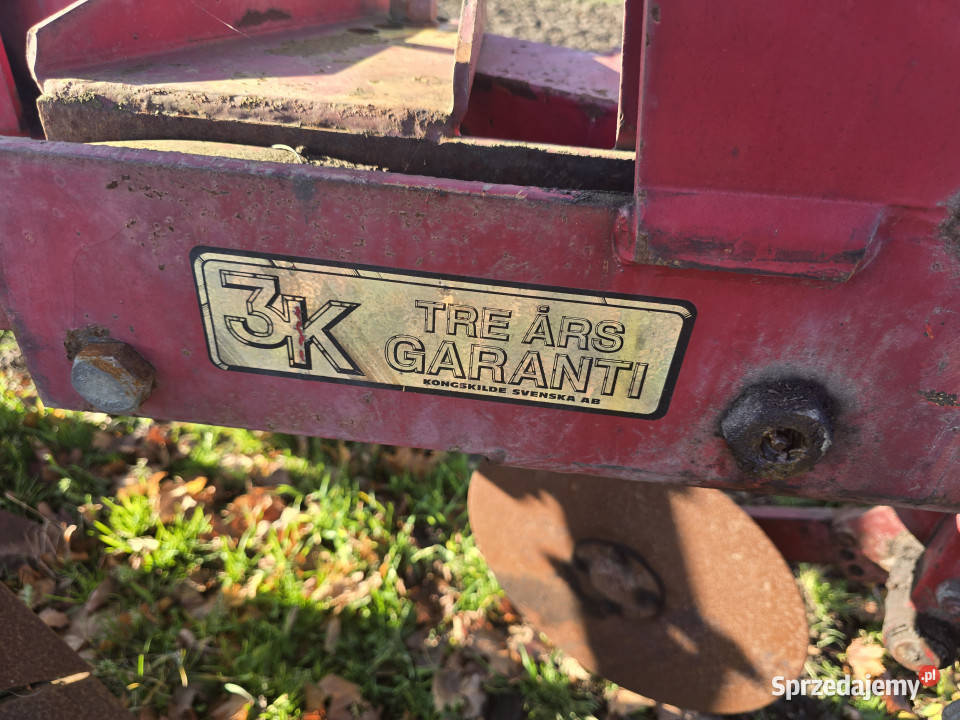 3K
TRE ÅRS
GARANTI
KONGSKILDE SVENSKA AB
Sprzedajemy.pl